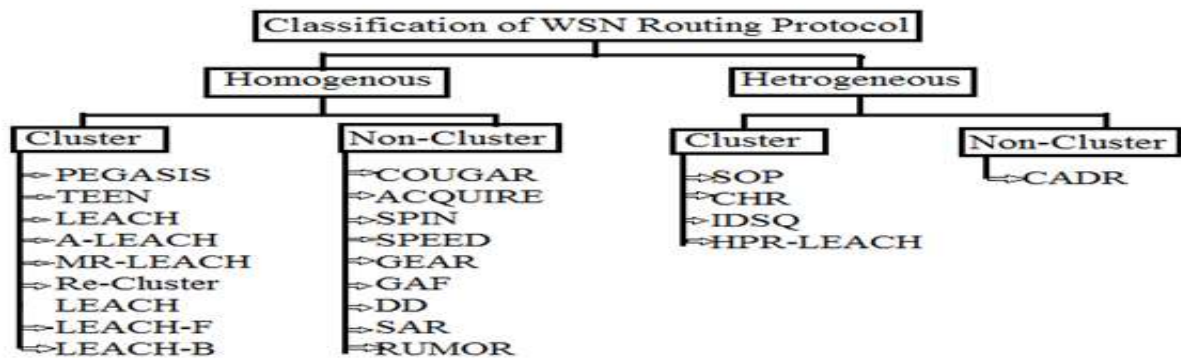 Classification of WSN Routing Protocol
Homogenous
Hetrogeneous
Cluster
PEGASIS
TEEN
LEACH
A-LEACH
MR-LEACH
Re-Cluster
LEACH
LEACH-F
LEACH-B
Non-Cluster
COUGAR
ACQUIRE
SPIN
SPEED
GEAR
GAF
DD
SAR
RUMOR
Cluster
SOP
CHR
IDSQ
HPR-LEACH
Non-Cluster
CADR